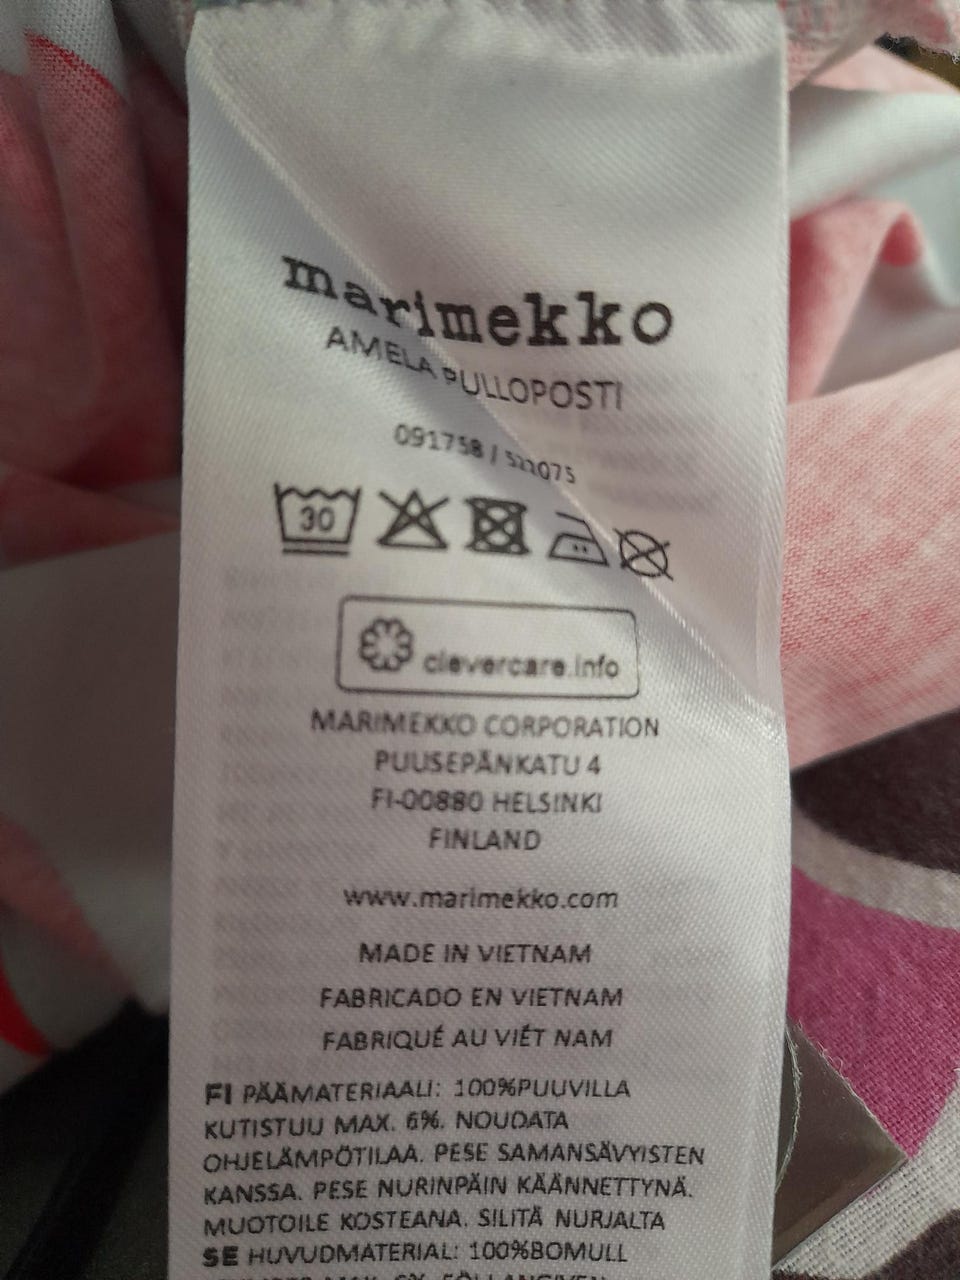 marimekko
AMELA PULLOPOSTI
091758 /
30
clevercare.info
MARIMEKKO CORPORATION
PUUSEPÄNKATU 4
FI-00880 HELSINKI
FINLAND
www.marimekko.com
MADE IN VIETNAM
FABRICADO EN VIETNAM
FABRIQUÉ AU VIÊT NAM
FI PÄÄMATERIAALI: 100%PUUVILLA
KUTISTUU MAX. 6%. NOUDATA
OHJELÄMPÖTILAA. PESE SAMANSÄVYISTEN
KANSSA. PESE NURINPÄIN KÄÄNNETTYNÄ.
MUOTOILE KOSTEANA. SILITÄ NURJALTA
SE HUVUDMATERIAL: 100%BOMULL